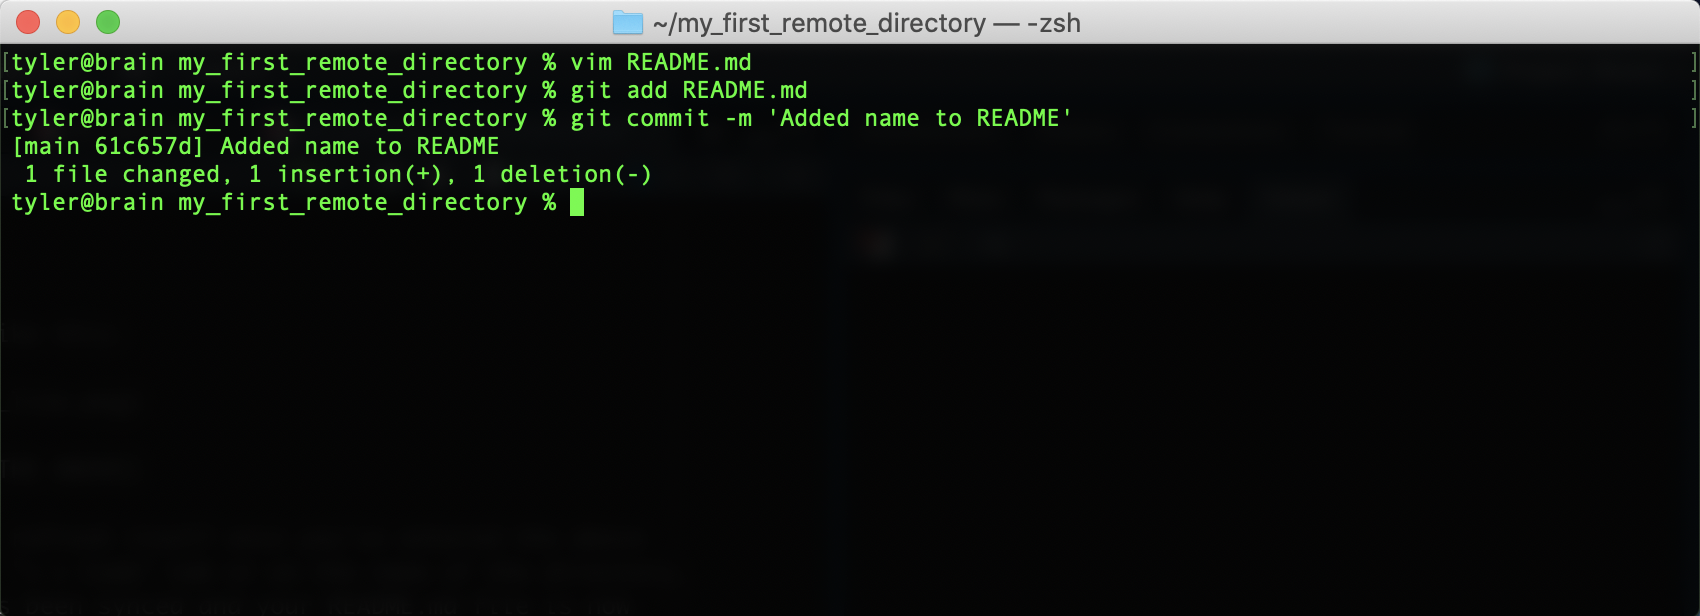 ~/my_first_remote_directory — -zsh
[tyler@brain my_first_remote_directory % vim README.md ]
[tyler@brain my_first_remote_directory % git add README.md ]
[tyler@brain my_first_remote_directory % git commit -m 'Added name to README' ]
[main 61c657d] Added name to README
1 file changed, 1 insertion(+), 1 deletion(-)
tyler@brain my_first_remote_directory %